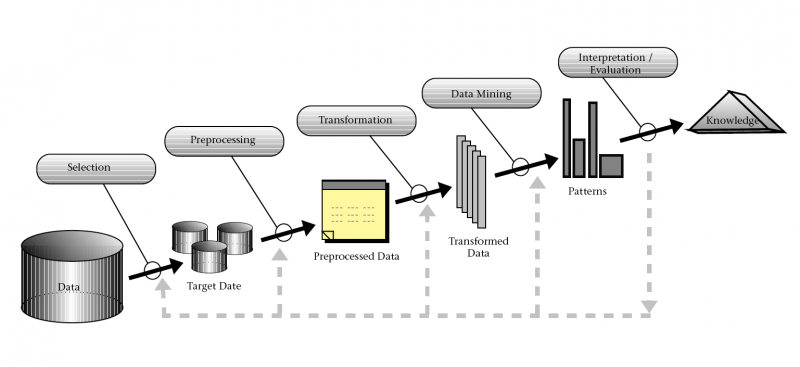 Interpretation /
Evaluation
Data Mining
Knowledge
Transformation
Preprocessing
Patterns
Selection
Transformed
Data
Preprocessed Data
Data
Target Date